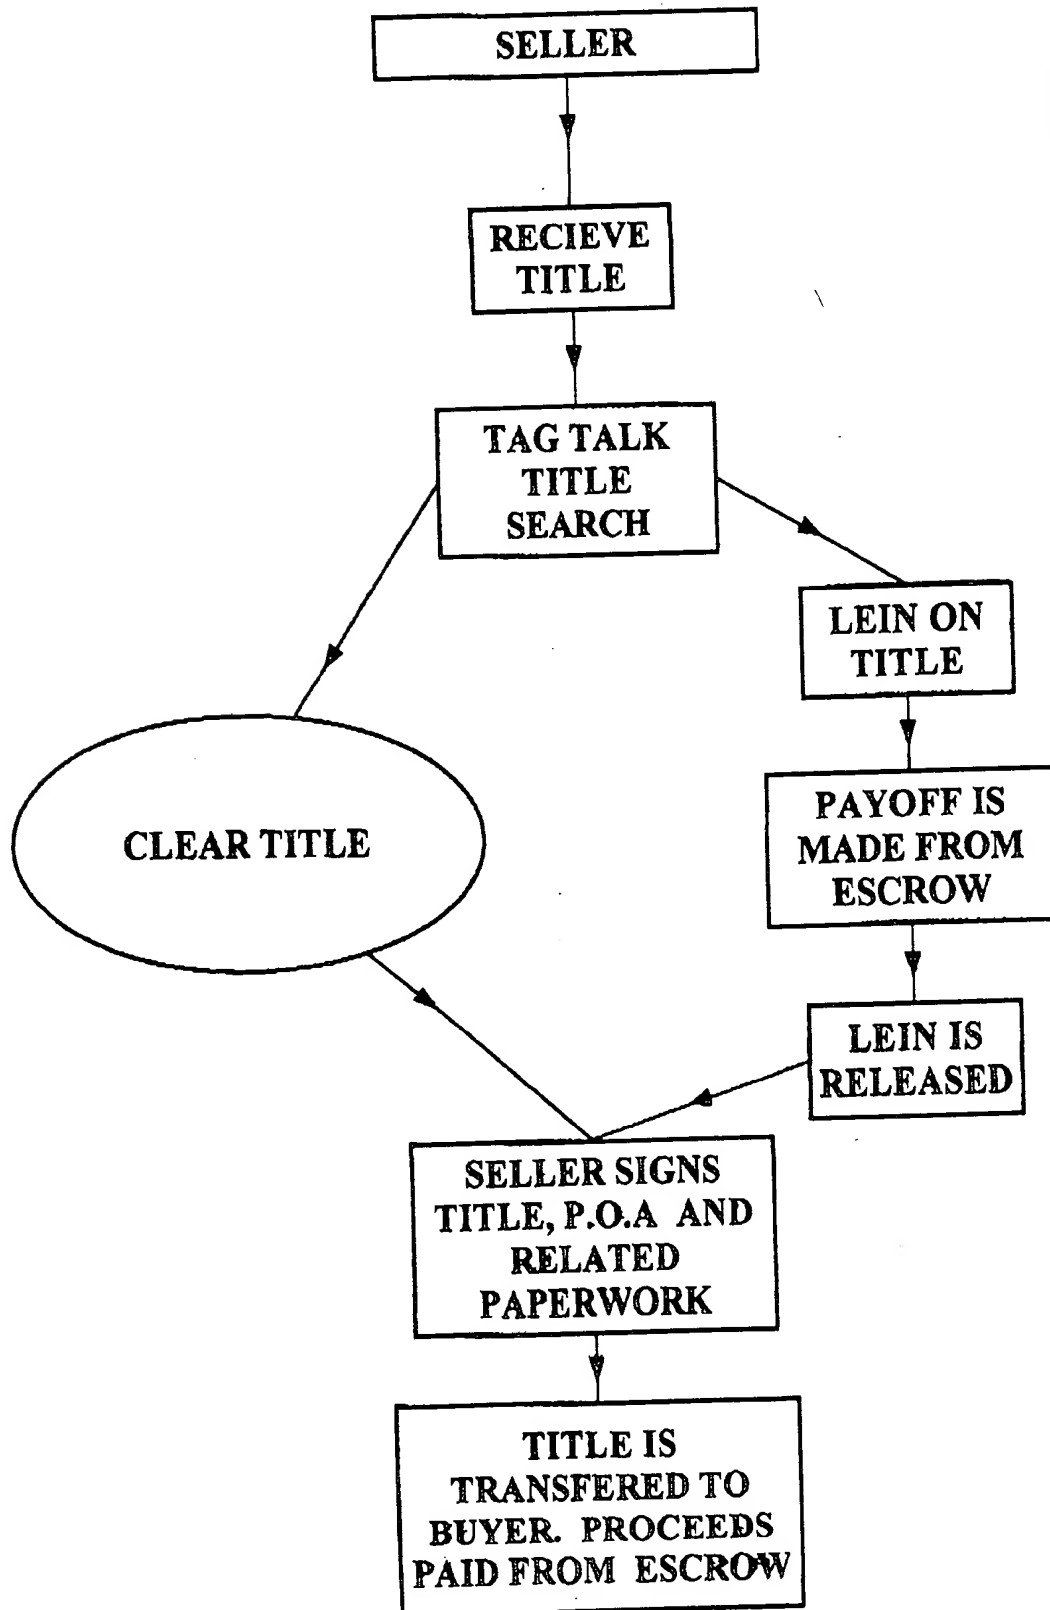 SELLER
RECIEVE
TITLE
TAG TALK
TITLE
SEARCH
LEIN ON
TITLE
PAYOFF IS
MADE FROM
ESCROW
CLEAR TITLE
LEIN IS
RELEASED
SELLER SIGNS
TITLE, P.O.A AND
RELATED
PAPERWORK
TITLE IS
TRANSFERED TO
BUYER. PROCEEDS
PAID FROM ESCROW